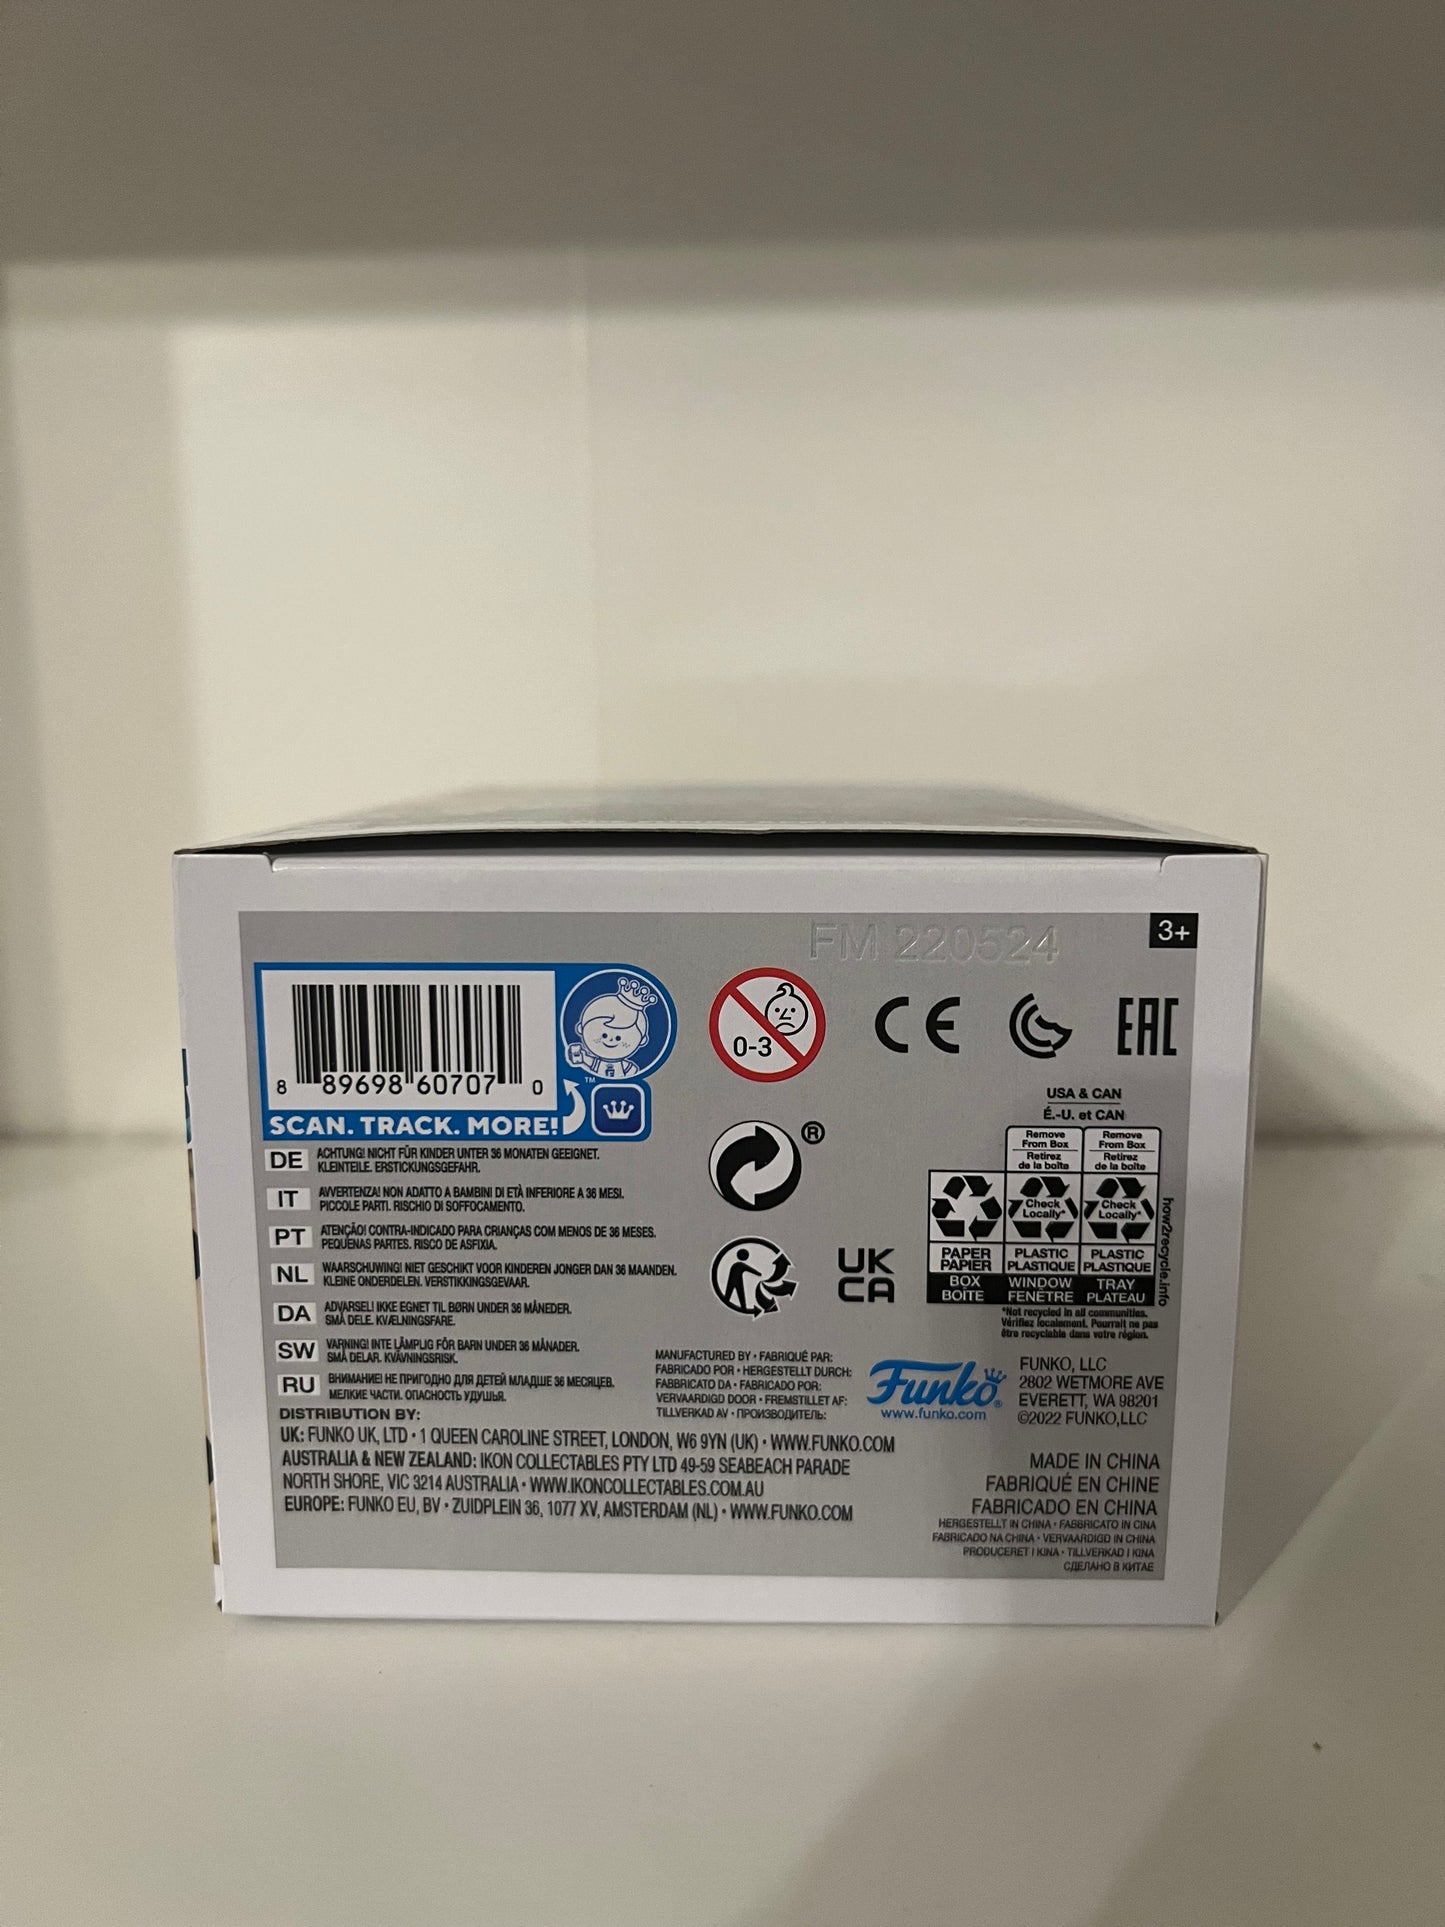 FM 220524
3+
8 89698 60707 0
™
SCAN. TRACK. MORE!
0-3
CE
EAC
DE ACHTUNG! NICHT FÜR KINDER UNTER 36 MONATEN GEEIGNET.
KLEINTEILE. ERSTICKUNGSGEFAHR.
IT AVVERTENZA! NON ADATTO A BAMBINI DI ETÀ INFERIORE A 36 MESI.
PICCOLE PARTI. RISCHIO DI SOFFOCAMENTO.
PT ATENÇÃO! CONTRA-INDICADO PARA CRIANÇAS COM MENOS DE 36 MESES.
PEQUENAS PARTES. RISCO DE ASFIXIA.
NL WAARSCHUWING! NIET GESCHIKT VOOR KINDEREN JONGER DAN 36 MAANDEN.
KLEINE ONDERDELEN. VERSTIKKINGSGEVAAR.
DA ADVARSEL! IKKE EGNET TIL BØRN UNDER 36 MÅNEDER.
SMÅ DELE. KVÆLNINGSFARE.
SW VARNING! INTE LÄMPLIG FÖR BARN UNDER 36 MÅNADER.
SMÅ DELAR. KVÄVNINGSRISK.
RU ВНИМАНИЕ! НЕ ПРИГОДНО ДЛЯ ДЕТЕЙ МЛАДШЕ 36 МЕСЯЦЕВ.
МЕЛКИЕ ЧАСТИ. ОПАСНОСТЬ УДУШЬЯ.
®
UK
CA
USA & CAN
É.-U. et CAN
Remove
From Box
Retirez
de la boîte
Remove
From Box
Retirez
de la boîte
Check
Locally*
Check
Locally*
PAPER
PAPIER
BOX
BOÎTE
PLASTIC
PLASTIQUE
WINDOW
FENÊTRE
PLASTIC
PLASTIQUE
TRAY
PLATEAU
how2recycle.info
*Not recycled in all communities.
Vérifiez localement. Pourrait ne pas
être recyclable dans votre région.
MANUFACTURED BY • FABRIQUÉ PAR:
FABRICADO POR • HERGESTELLT DURCH:
FABBRICATO DA • FABRICADO POR:
VERVAARDIGD DOOR • FREMSTILLET AF:
TILLVERKAD AV • ПРОИЗВОДИТЕЛЬ:
Funko®
www.funko.com
FUNKO, LLC
2802 WETMORE AVE
EVERETT, WA 98201
©2022 FUNKO,LLC
DISTRIBUTION BY:
UK: FUNKO UK, LTD • 1 QUEEN CAROLINE STREET, LONDON, W6 9YN (UK) • WWW.FUNKO.COM
AUSTRALIA & NEW ZEALAND: IKON COLLECTABLES PTY LTD 49-59 SEABEACH PARADE
NORTH SHORE, VIC 3214 AUSTRALIA • WWW.IKONCOLLECTABLES.COM.AU
EUROPE: FUNKO EU, BV • ZUIDPLEIN 36, 1077 XV, AMSTERDAM (NL) • WWW.FUNKO.COM
MADE IN CHINA
FABRIQUÉ EN CHINE
FABRICADO EN CHINA
HERGESTELLT IN CHINA • FABBRICATO IN CINA
FABRICADO NA CHINA • VERVAARDIGD IN CHINA
PRODUCERET I KINA • TILLVERKAD I KINA
СДЕЛАНО В КИТАЕ